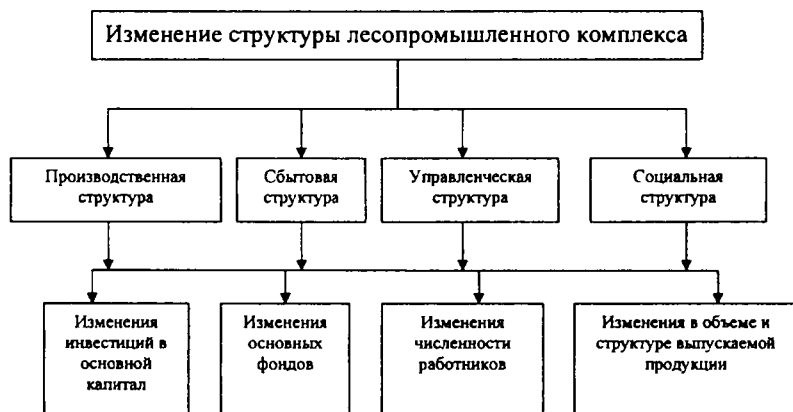 Изменение структуры лесопромышленного комплекса
Производственная
структура
Сбытовая
структура
Управленческая
структура
Социальная
структура
Изменения
инвестиций в
основной
капитал
Изменения
основных
фондов
Изменения
численности
работников
Изменения в объеме и
структуре выпускаемой
продукции